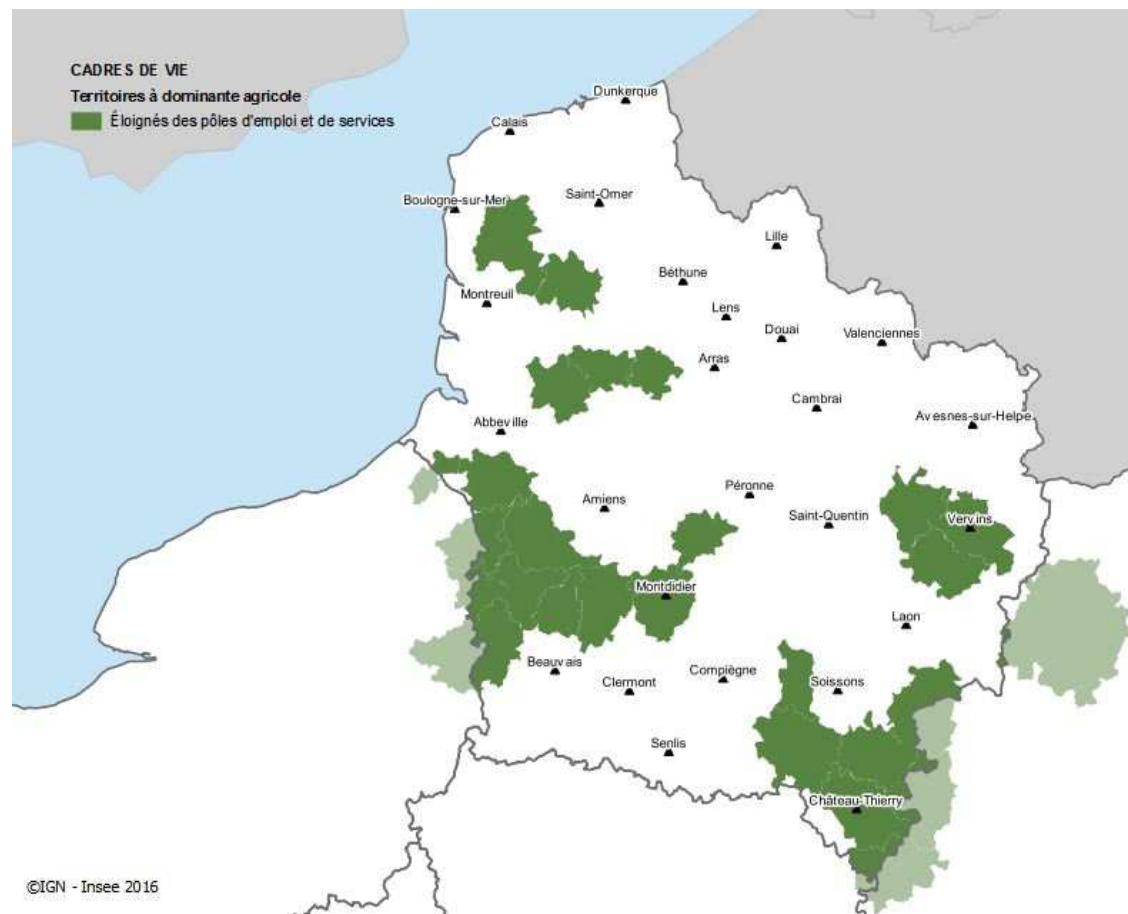 CADRES DE VIE
Territoires à dominante agricole
Éloignés des pôles d'emploi et de services
Dunkerque
Calais
Saint-Omer
Boulogne-sur-Mer
Lille
Béthune
Montreuil
Lens
Douai
Valenciennes
Arras
Cambrai
Avesnes-sur-Helpe
Abbeville
Péronne
Amiens
Saint-Quentin
Vervins
Montdidier
Laon
Beauvais
Compiègne
Clermont
Soissons
Senlis
Château-Thierry
©IGN - Insee 2016